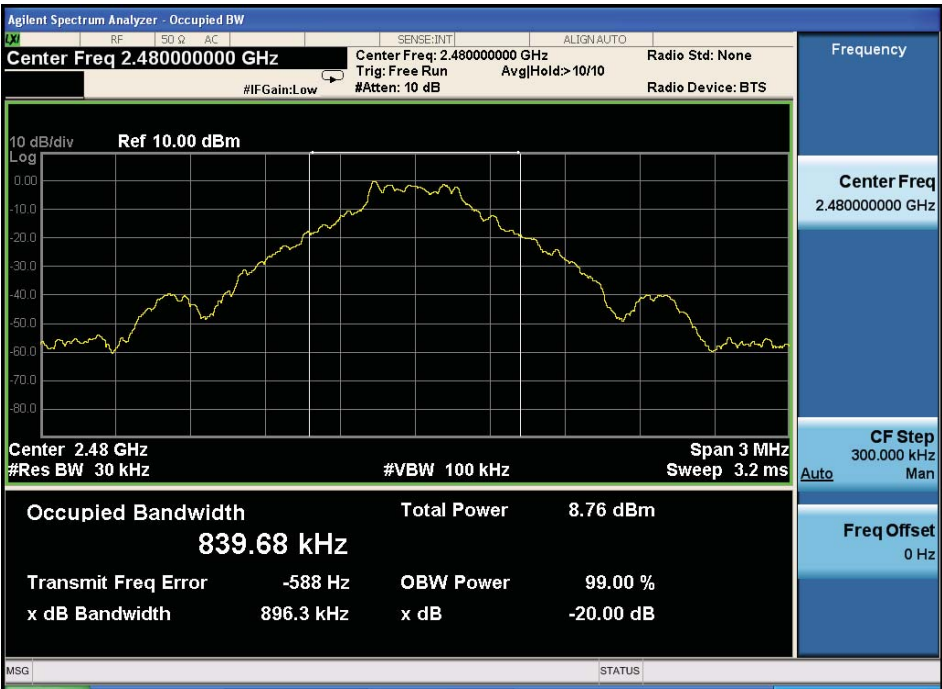 Agilent Spectrum Analyzer - Occupied BW
LXI RF 50 Ω AC SENSE:INT ALIGN AUTO
Center Freq 2.480000000 GHz
Center Freq: 2.480000000 GHz
Radio Std: None
Trig: Free Run Avg|Hold:>10/10
#IFGain:Low #Atten: 10 dB
Radio Device: BTS
Frequency
10 dB/div Ref 10.00 dBm
Log
0.00
-10.0
-20.0
-30.0
-40.0
-50.0
-60.0
-70.0
-80.0
Center 2.48 GHz Span 3 MHz
#Res BW 30 kHz #VBW 100 kHz Sweep 3.2 ms
Occupied Bandwidth Total Power 8.76 dBm
839.68 kHz
Transmit Freq Error -588 Hz OBW Power 99.00 %
x dB Bandwidth 896.3 kHz x dB -20.00 dB
Center Freq
2.480000000 GHz
CF Step
300.000 kHz
Auto Man
Freq Offset
0 Hz
MSG STATUS